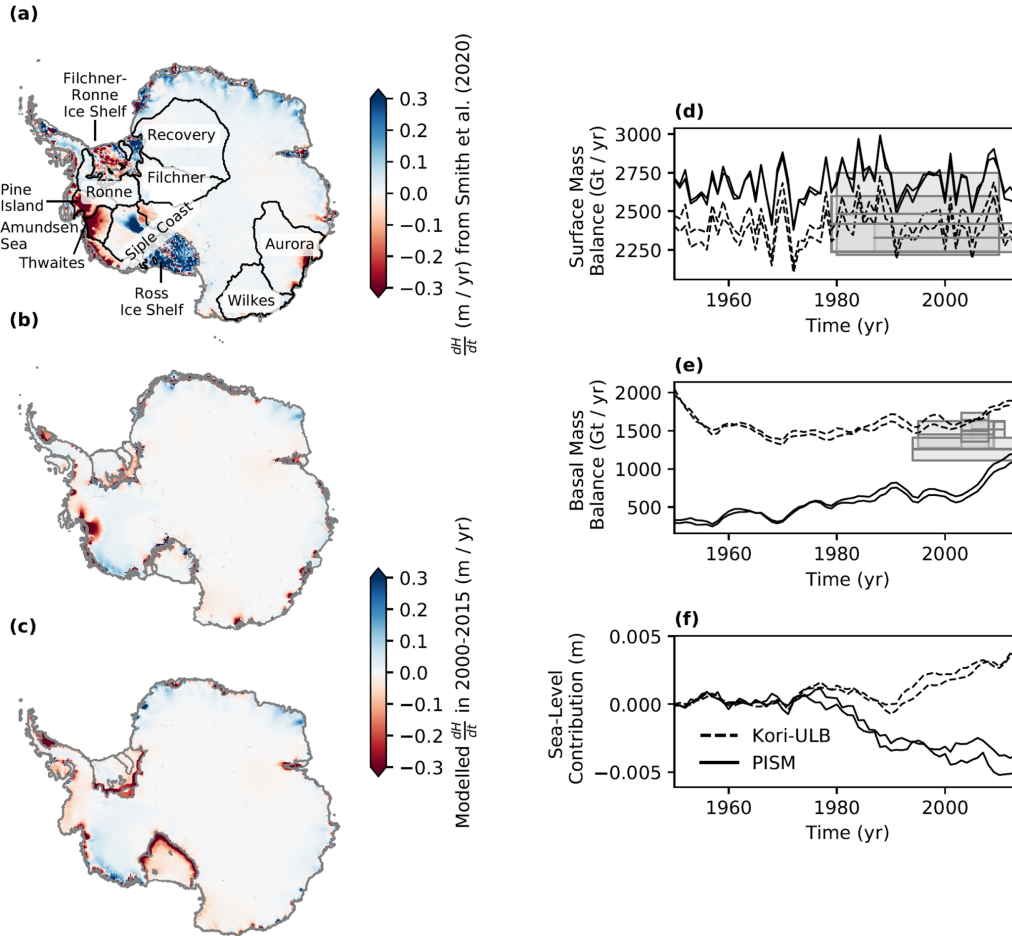 (a)
Filchner-
Ronne
Ice Shelf
Recovery
Filchner
Ronne
Pine
Island
Amundsen
Sea
Thwaites
Siple Coast
Ross
Ice Shelf
Aurora
Wilkes
0.3
0.2
0.1
0.0
−0.1
−0.2
−0.3
dH/dt (m / yr) from Smith et al. (2020)
(b)
(c)
0.3
0.2
0.1
0.0
−0.1
−0.2
−0.3
Modelled dH/dt in 2000-2015 (m / yr)
(d)
Surface Mass
Balance (Gt / yr)
3000
2750
2500
2250
1960
1980
2000
Time (yr)
(e)
Basal Mass
Balance (Gt / yr)
2000
1500
1000
500
1960
1980
2000
Time (yr)
(f)
Sea-Level
Contribution (m)
0.005
0.000
−0.005
Kori-ULB
PISM
1960
1980
2000
Time (yr)